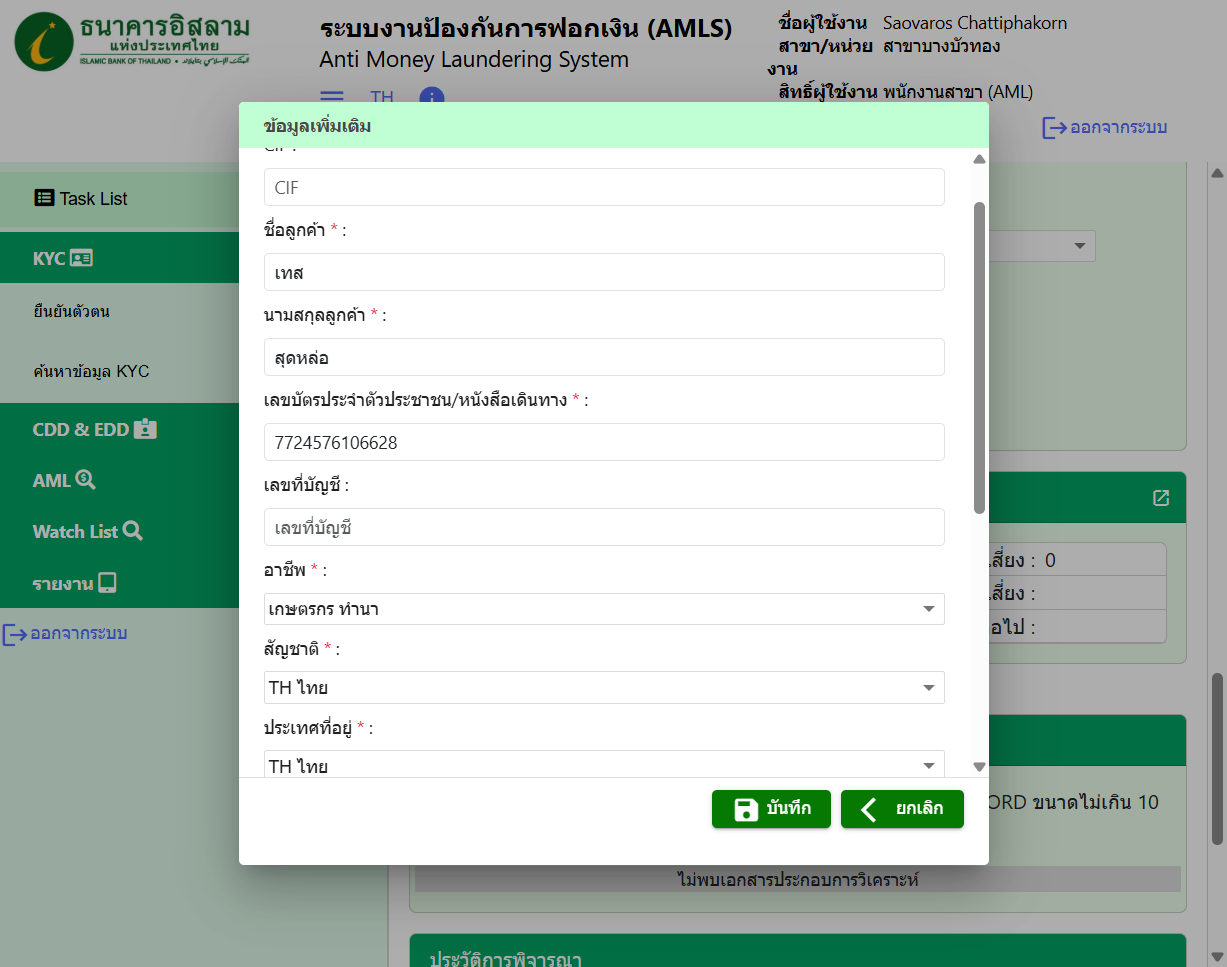 ธนาคารอิสลาม
แห่งประเทศไทย
ISLAMIC BANK OF THAILAND
ระบบงานป้องกันการฟอกเงิน (AMLS)
Anti Money Laundering System
TH
ชื่อผู้ใช้งาน Saovaros Chattiphakorn
สาขา/หน่วย สาขาบางบัวทอง
งาน
สิทธิ์ผู้ใช้งาน พนักงานสาขา (AML)
ออกจากระบบ
Task List
KYC
ยืนยันตัวตน
ค้นหาข้อมูล KYC
CDD & EDD
AML
Watch List
รายงาน
ออกจากระบบ
ข้อมูลเพิ่มเติม
CIF :
CIF
ชื่อลูกค้า * :
เทส
นามสกุลลูกค้า * :
สุดหล่อ
เลขบัตรประจำตัวประชาชน/หนังสือเดินทาง * :
7724576106628
เลขที่บัญชี :
เลขที่บัญชี
อาชีพ * :
เกษตรกร ทำนา
สัญชาติ * :
TH ไทย
ประเทศที่อยู่ * :
TH ไทย
บันทึก
ยกเลิก
เสี่ยง : 0
เสี่ยง :
อไป :
ORD ขนาดไม่เกิน 10
ไม่พบเอกสารประกอบการวิเคราะห์
ประวัติการพิจารณา